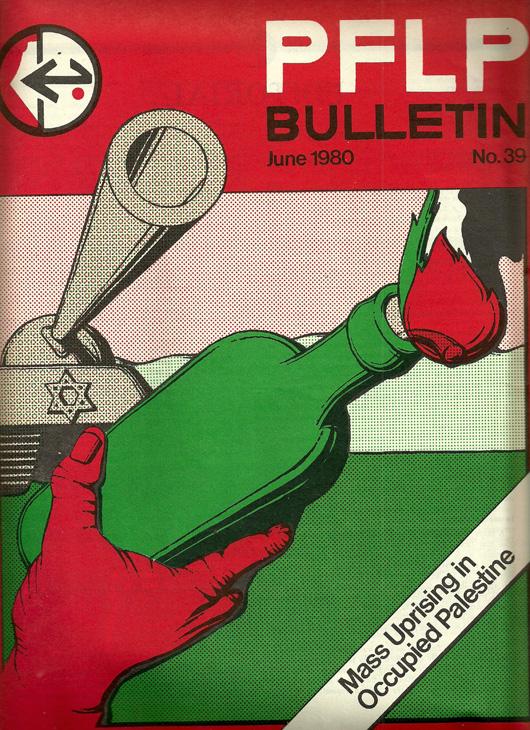 PFLP
BULLETIN
June 1980 No. 39
Mass Uprising in
Occupied Palestine